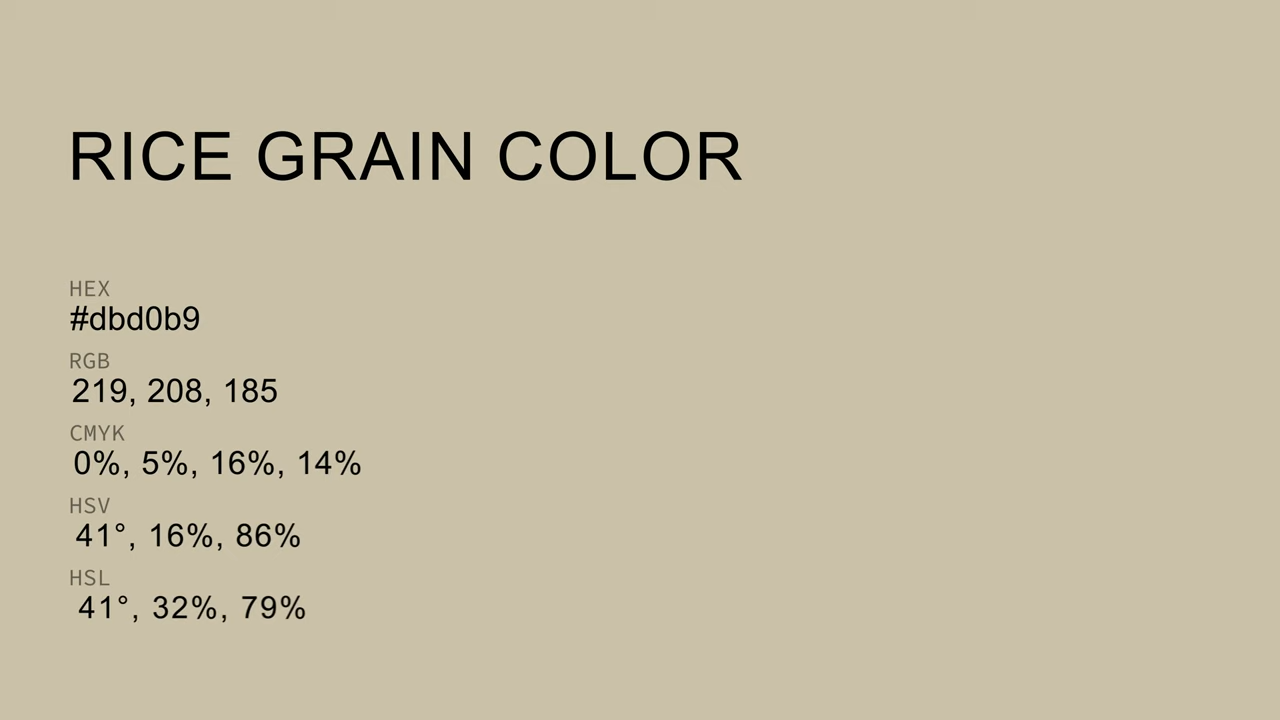 RICE GRAIN COLOR
HEX
#dbd0b9
RGB
219, 208, 185
CMYK
0%, 5%, 16%, 14%
HSV
41°, 16%, 86%
HSL
41°, 32%, 79%